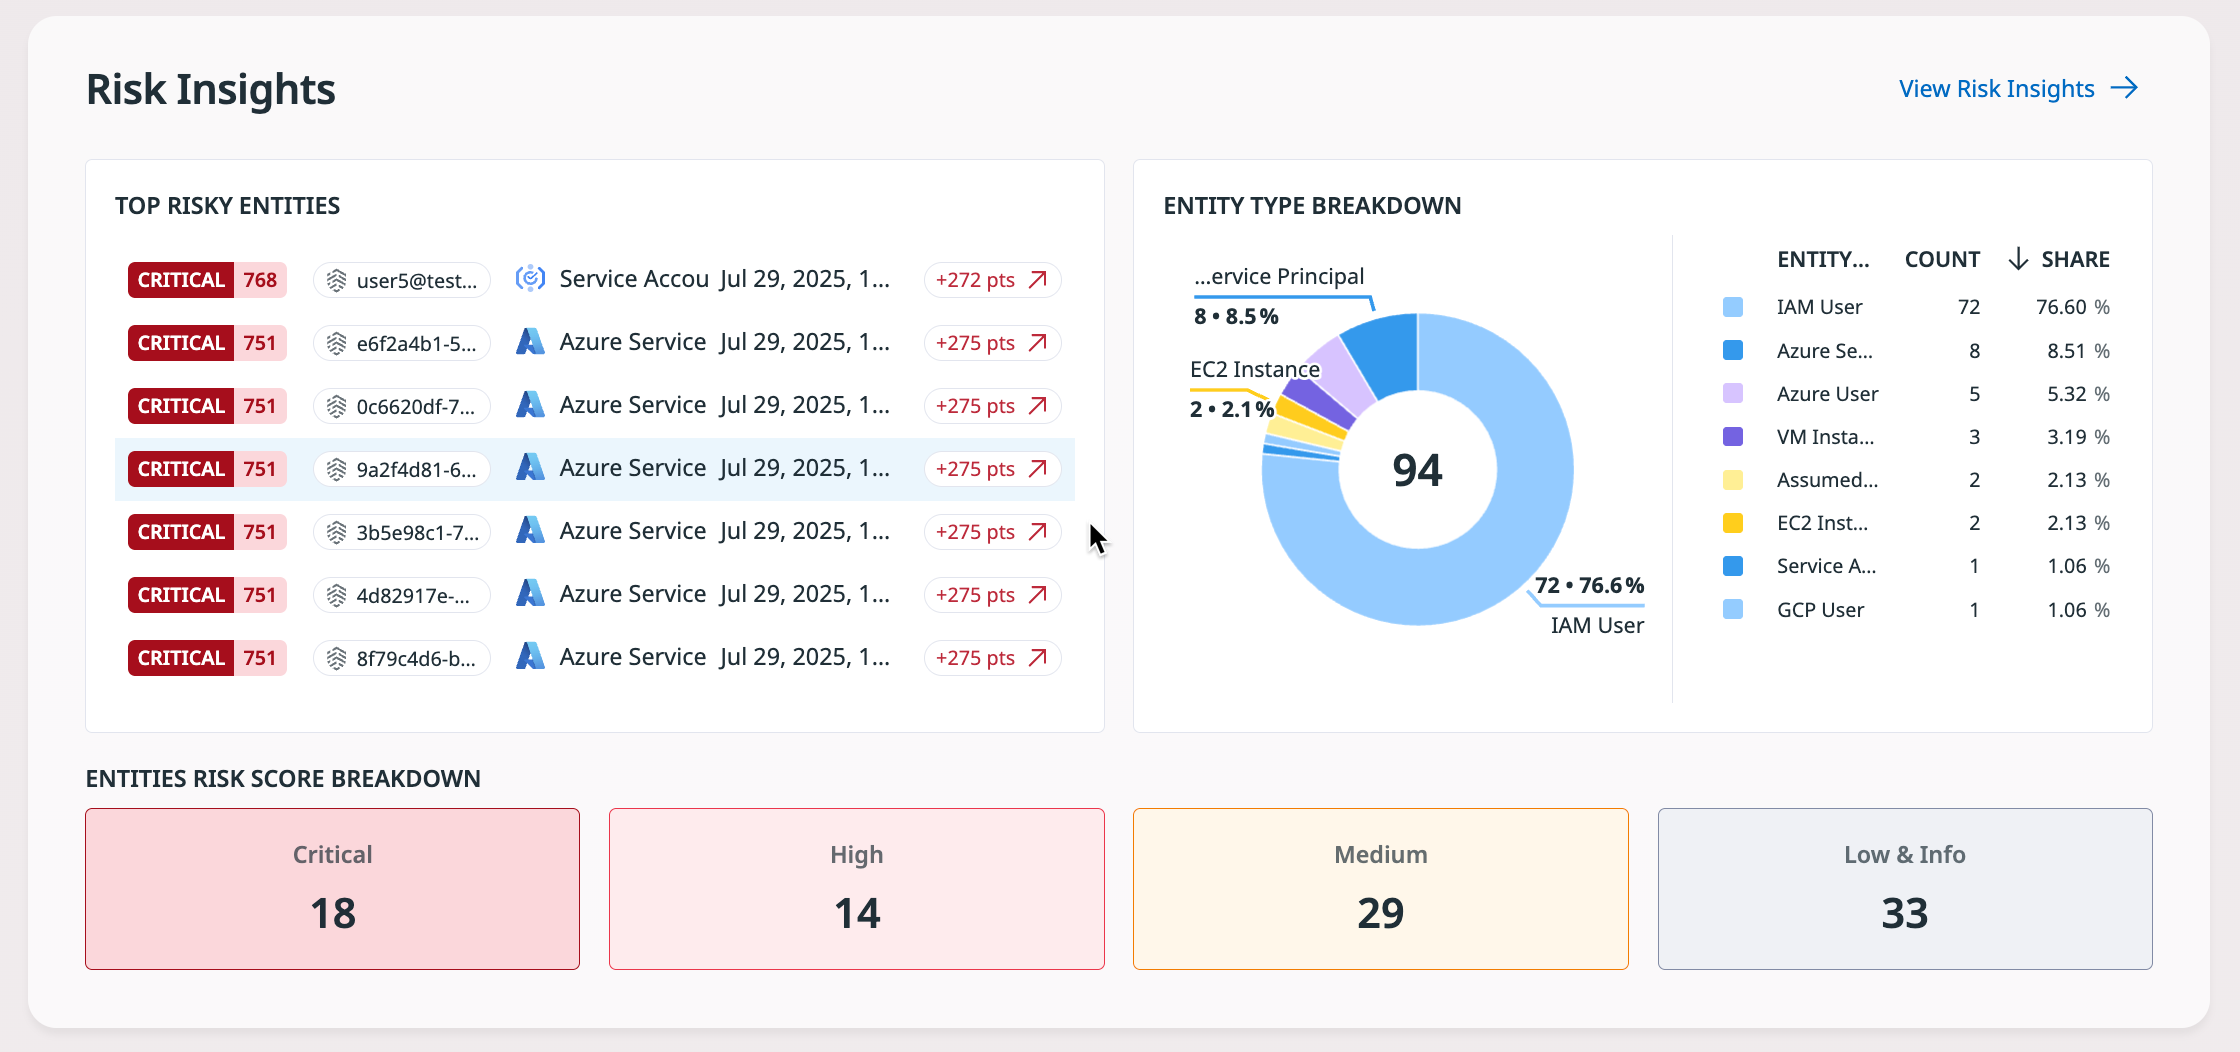 Risk Insights
View Risk Insights
TOP RISKY ENTITIES
CRITICAL 768 user5@test... Service Accou Jul 29, 2025, 1... +272 pts
CRITICAL 751 e6f2a4b1-5... Azure Service Jul 29, 2025, 1... +275 pts
CRITICAL 751 0c6620df-7... Azure Service Jul 29, 2025, 1... +275 pts
CRITICAL 751 9a2f4d81-6... Azure Service Jul 29, 2025, 1... +275 pts
CRITICAL 751 3b5e98c1-7... Azure Service Jul 29, 2025, 1... +275 pts
CRITICAL 751 4d82917e-... Azure Service Jul 29, 2025, 1... +275 pts
CRITICAL 751 8f79c4d6-b... Azure Service Jul 29, 2025, 1... +275 pts
ENTITY TYPE BREAKDOWN
...ervice Principal
8 • 8.5%
EC2 Instance
2 • 2.1%
94
72 • 76.6%
IAM User
ENTITY... COUNT SHARE
IAM User 72 76.60 %
Azure Se... 8 8.51 %
Azure User 5 5.32 %
VM Insta... 3 3.19 %
Assumed... 2 2.13 %
EC2 Inst... 2 2.13 %
Service A... 1 1.06 %
GCP User 1 1.06 %
ENTITIES RISK SCORE BREAKDOWN
Critical
18
High
14
Medium
29
Low & Info
33